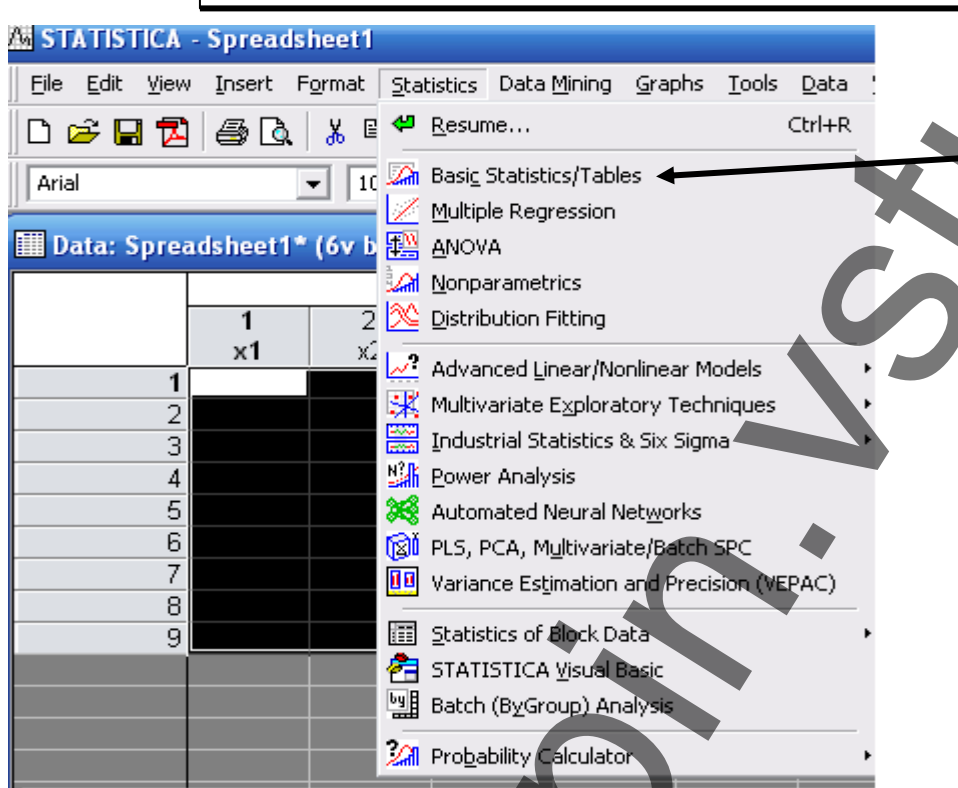 STATISTICA - Spreadsheet1
File Edit View Insert Format Statistics Data Mining Graphs Tools Data
Arial
10
Data: Spreadsheet1* (6v b
1 2
x1 x2
1
2
3
4
5
6
7
8
9
Resume... Ctrl+R
Basic Statistics/Tables
Multiple Regression
ANOVA
Nonparametrics
Distribution Fitting
Advanced Linear/Nonlinear Models
Multivariate Exploratory Techniques
Industrial Statistics & Six Sigma
Power Analysis
Automated Neural Networks
PLS, PCA, Multivariate/Batch SPC
Variance Estimation and Precision (VEPAC)
Statistics of Block Data
STATISTICA Visual Basic
Batch (ByGroup) Analysis
Probability Calculator